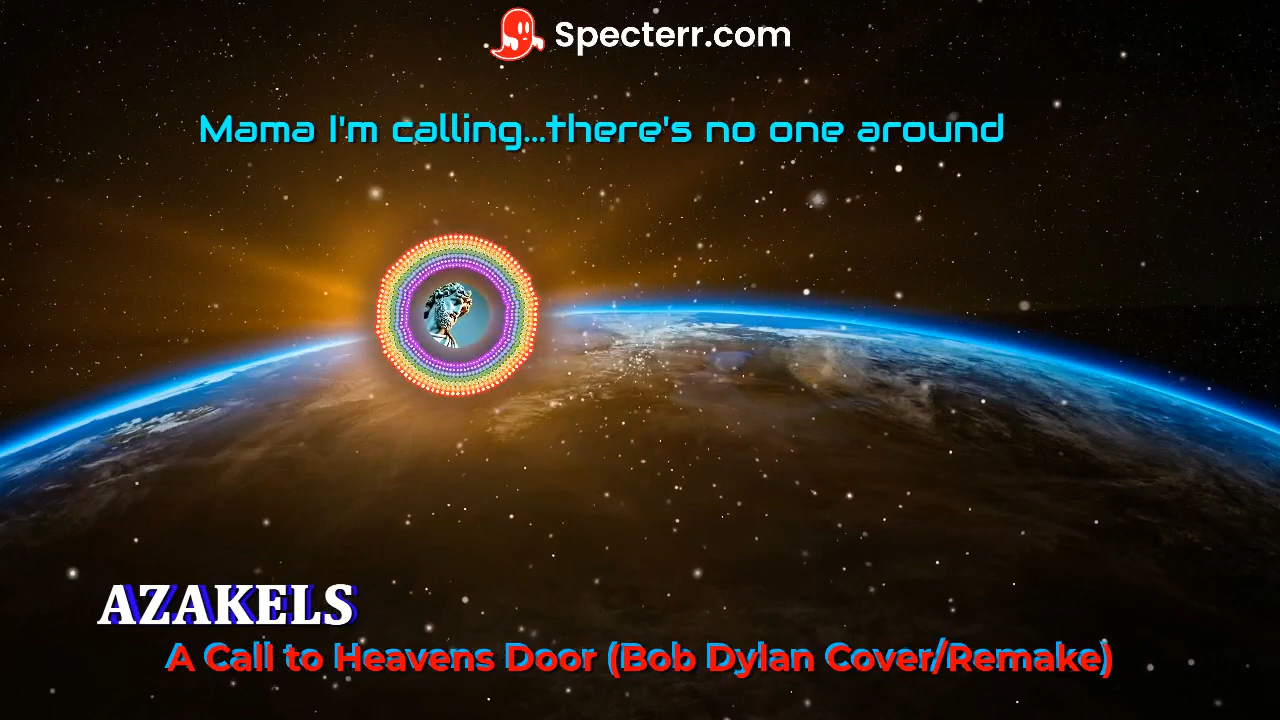 Specterr.com
Mama I'm calling...there's no one around
AZAKELS
A Call to Heavens Door (Bob Dylan Cover/Remake)